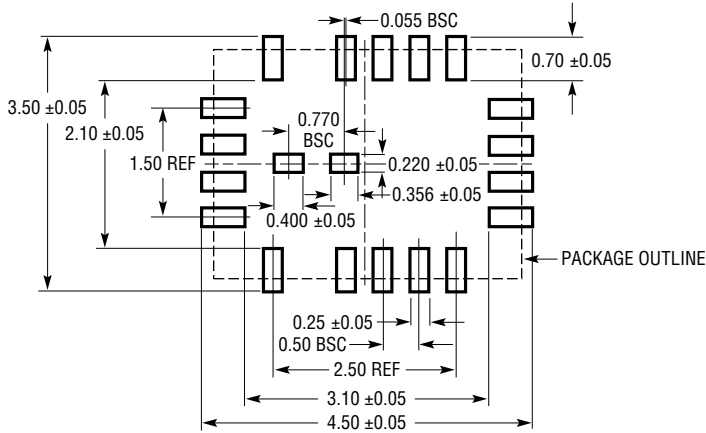 0.055 BSC
0.70 ±0.05
3.50 ±0.05
0.770
BSC
2.10 ±0.05
1.50 REF
0.220 ±0.05
0.356 ±0.05
0.400 ±0.05
PACKAGE OUTLINE
0.25 ±0.05
0.50 BSC
2.50 REF
3.10 ±0.05
4.50 ±0.05